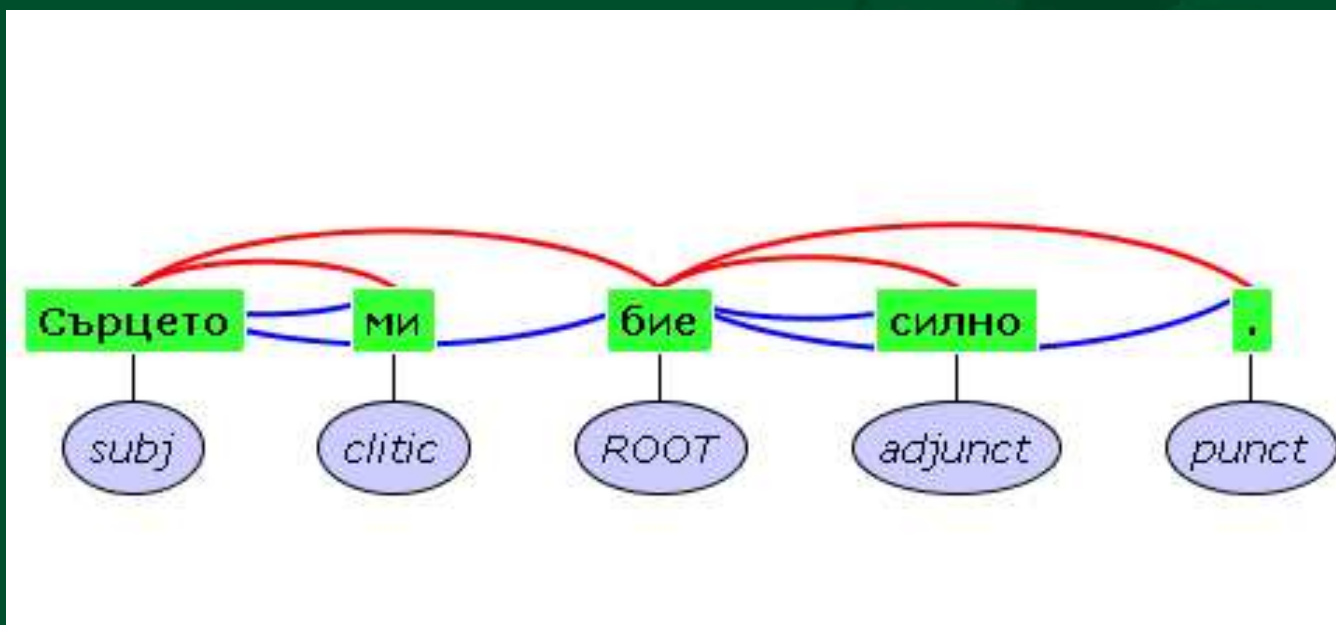 Сърцето ми бие силно .
subj clitic ROOT adjunct punct